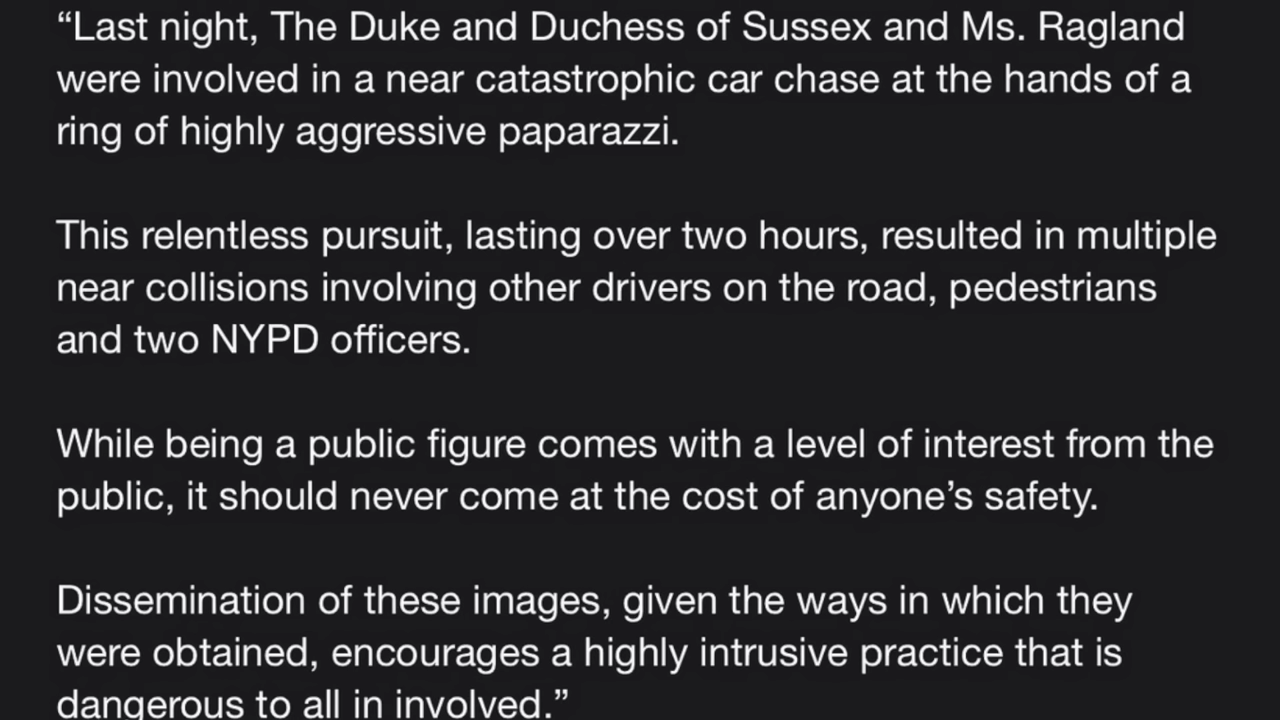 “Last night, The Duke and Duchess of Sussex and Ms. Ragland
were involved in a near catastrophic car chase at the hands of a
ring of highly aggressive paparazzi.
This relentless pursuit, lasting over two hours, resulted in multiple
near collisions involving other drivers on the road, pedestrians
and two NYPD officers.
While being a public figure comes with a level of interest from the
public, it should never come at the cost of anyone’s safety.
Dissemination of these images, given the ways in which they
were obtained, encourages a highly intrusive practice that is
dangerous to all in involved.”